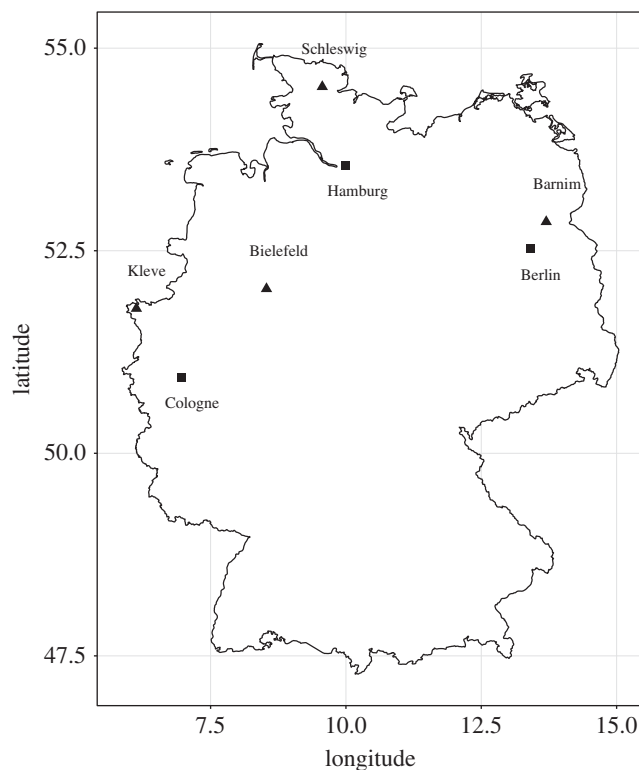 55.0
Schleswig
Hamburg
Barnim
52.5
Bielefeld
Kleve
Berlin
latitude
Cologne
50.0
47.5
7.5 10.0 12.5 15.0
longitude